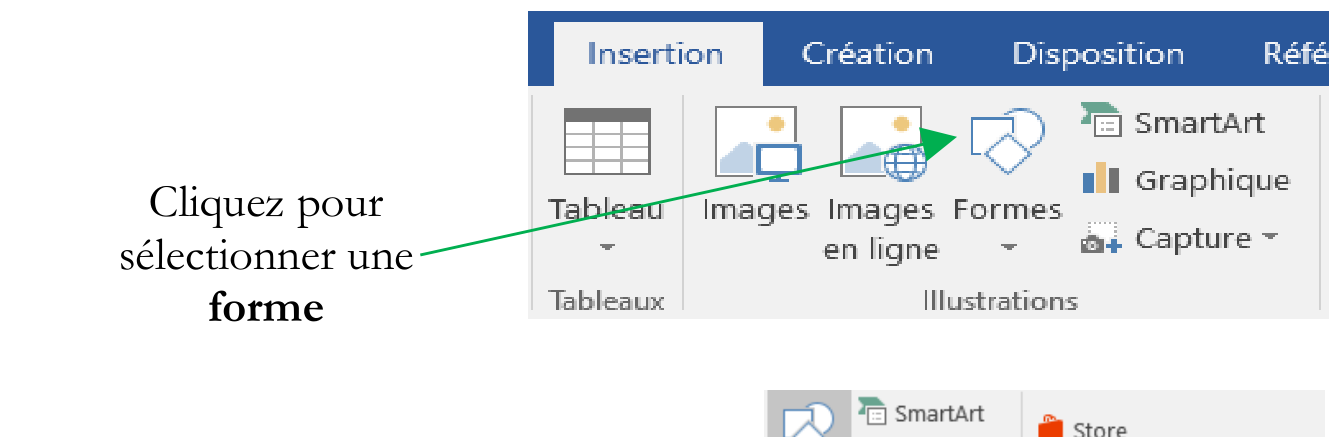 Insertion Création Disposition Réfé
SmartArt
Graphique
Cliquez pour
sélectionner une
forme
Tableau Images Images Formes
en ligne
Capture
Tableaux Illustrations
SmartArt
Store